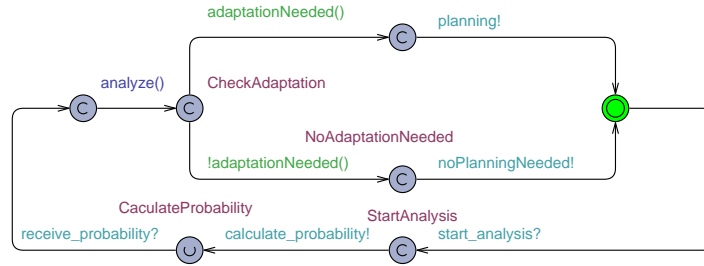 adaptationNeeded()
planning!
analyze()
CheckAdaptation
C
C
C
NoAdaptationNeeded
!adaptationNeeded()
noPlanningNeeded!
C
CaculateProbability
StartAnalysis
receive_probability?
calculate_probability!
start_analysis?
U
C